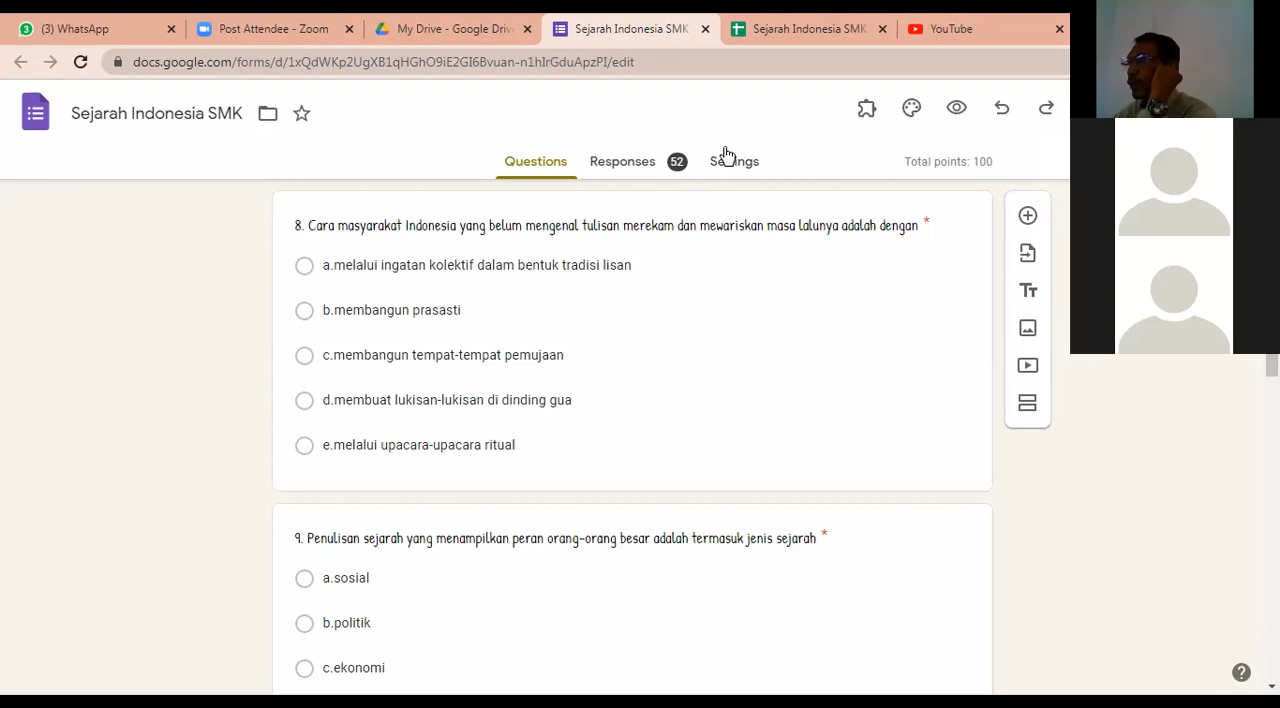 (3) WhatsApp
Post Attendee - Zoom
My Drive - Google Driv
Sejarah Indonesia SMK
Sejarah Indonesia SMK
YouTube
docs.google.com/forms/d/1xQdWKp2UgXB1qHGhO9iE2GI6Bvuan-n1hIrGduApzPI/edit
Sejarah Indonesia SMK
Questions
Responses 52
Settings
Total points: 100
8. Cara masyarakat Indonesia yang belum mengenal tulisan merekam dan mewariskan masa lalunya adalah dengan *
a.melalui ingatan kolektif dalam bentuk tradisi lisan
b.membangun prasasti
c.membangun tempat-tempat pemujaan
d.membuat lukisan-lukisan di dinding gua
e.melalui upacara-upacara ritual
9. Penulisan sejarah yang menampilkan peran orang-orang besar adalah termasuk jenis sejarah *
a.sosial
b.politik
c.ekonomi